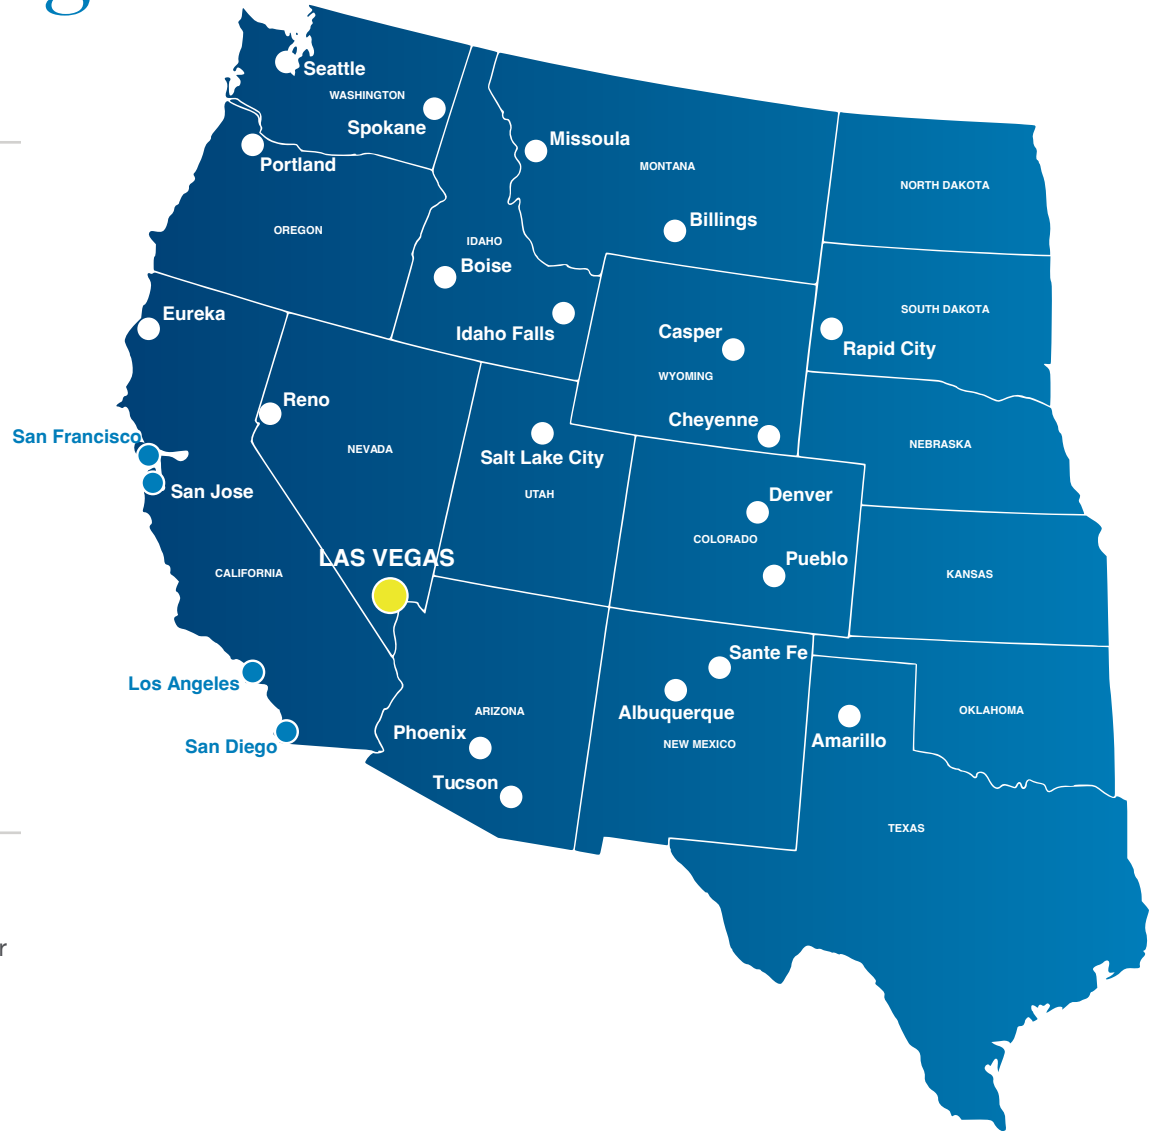 g
Seattle
WASHINGTON
Spokane
Missoula
Portland
MONTANA
NORTH DAKOTA
OREGON
Billings
IDAHO
Boise
Eureka
Idaho Falls
SOUTH DAKOTA
Casper
Rapid City
WYOMING
Reno
Cheyenne
San Francisco
NEVADA
Salt Lake City
NEBRASKA
San Jose
UTAH
Denver
COLORADO
LAS VEGAS
Pueblo
CALIFORNIA
KANSAS
Sante Fe
Los Angeles
ARIZONA
Albuquerque
OKLAHOMA
Phoenix
NEW MEXICO
Amarillo
San Diego
Tucson
TEXAS
r